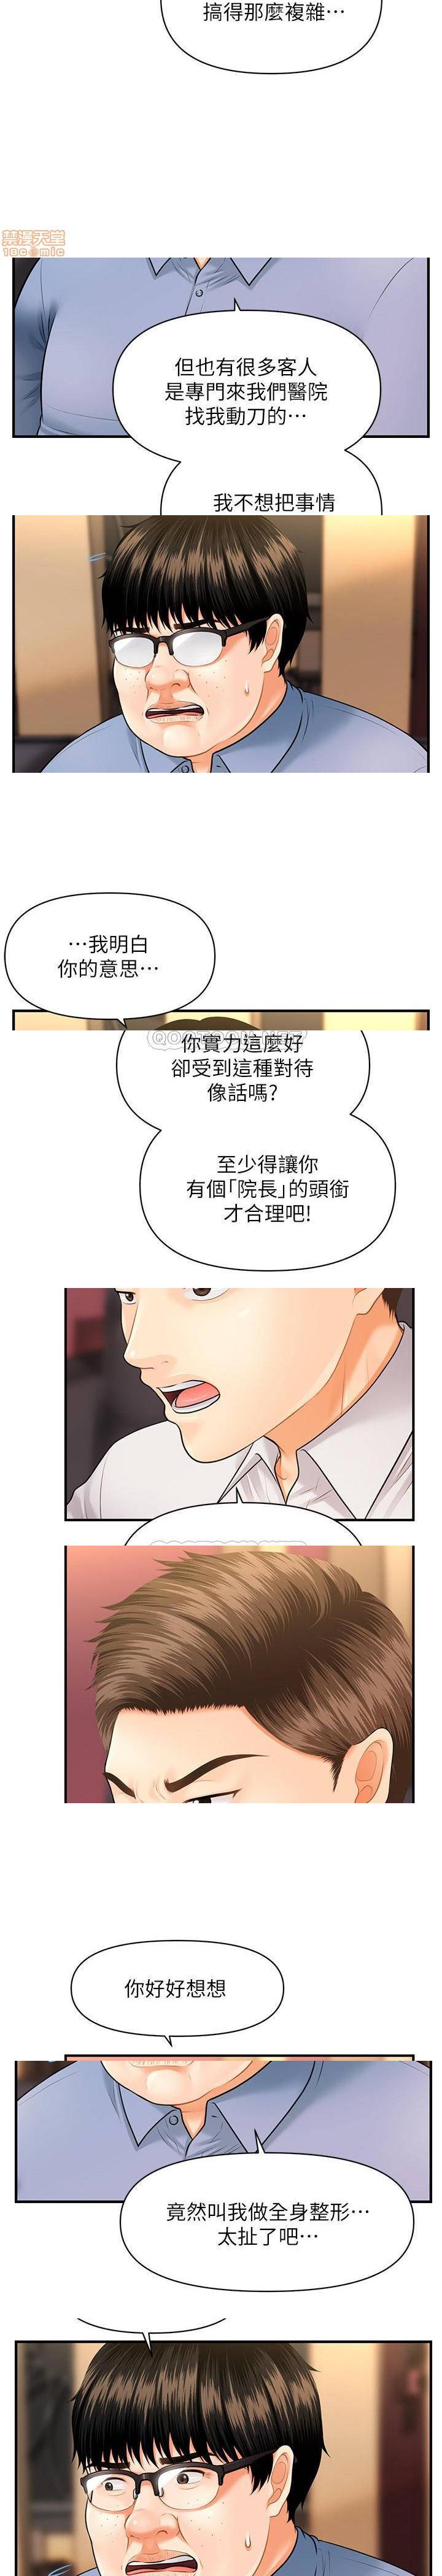 搞得那麼複雜…
禁漫天堂
18comic
但也有很多客人
是專門來我們醫院
找我動刀的…
我不想把事情
…我明白
你的意思…
你實力這麼好
卻受到這種對待
像話嗎?
至少得讓你
有個「院長」的頭銜
才合理吧!
你好好想想
竟然叫我做全身整形…
太扯了吧…